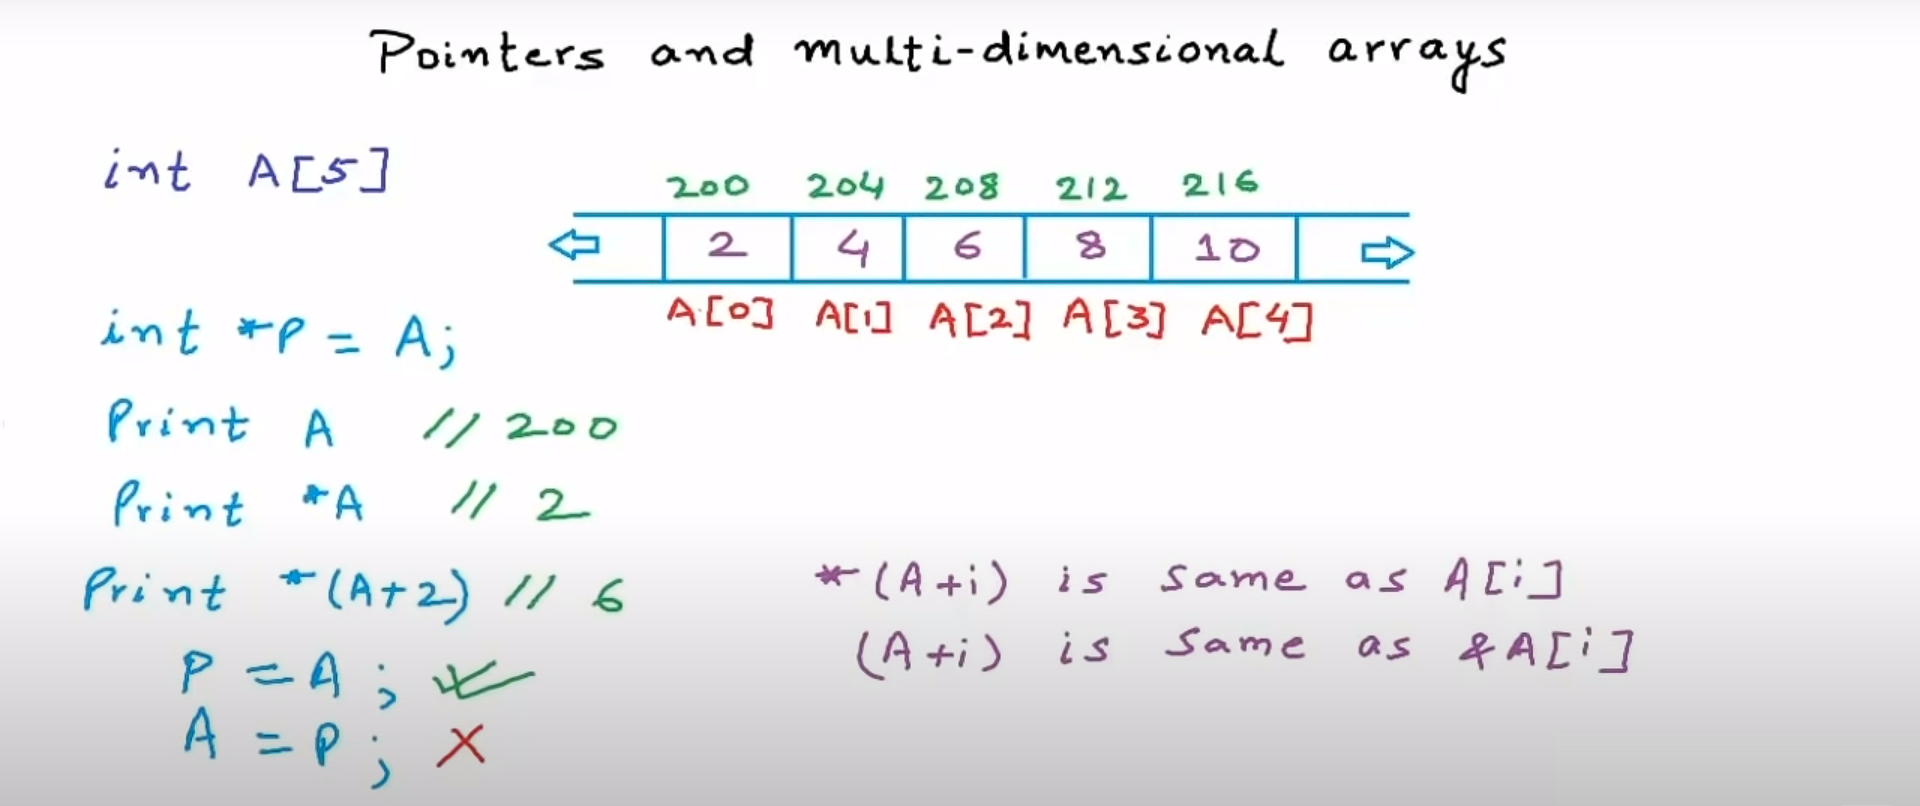 Pointers and multi-dimensional arrays
int A[5]
200 204 208 212 216
2 4 6 8 10
A[0] A[1] A[2] A[3] A[4]
int *P = A;
Print A // 200
Print *A // 2
Print *(A+2) // 6
P = A;
A = P;
*(A+i) is same as A[i]
(A+i) is same as &A[i]